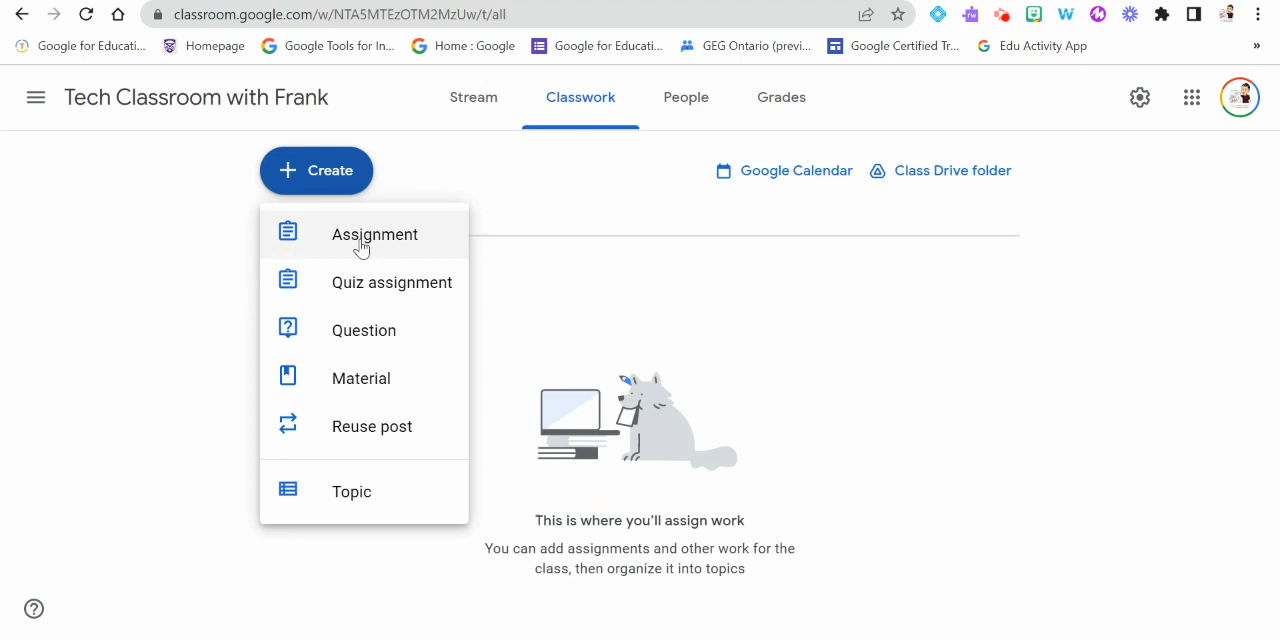 classroom.google.com/w/NTA5MTEzOTM2MzUw/t/all
Google for Educati... Homepage Google Tools for In... Home : Google Google for Educati... GEG Ontario (previ... Google Certified Tr... Edu Activity App »
Tech Classroom with Frank Stream Classwork People Grades
Create Google Calendar Class Drive folder
Assignment
Quiz assignment
Question
Material
Reuse post
Topic
This is where you'll assign work
You can add assignments and other work for the
class, then organize it into topics